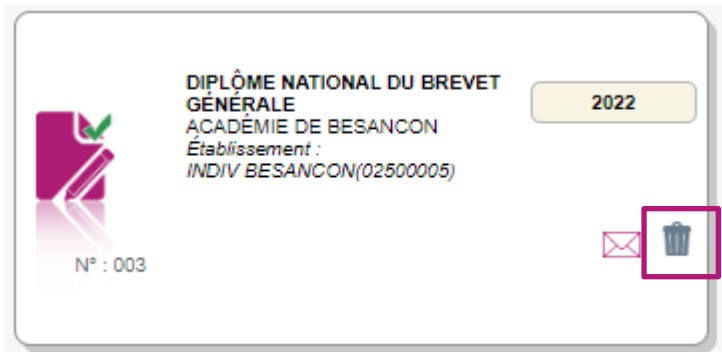 DIPLÔME NATIONAL DU BREVET
GÉNÉRALE
ACADÉMIE DE BESANCON
Établissement :
INDIV BESANCON(02500005)
2022
N° : 003